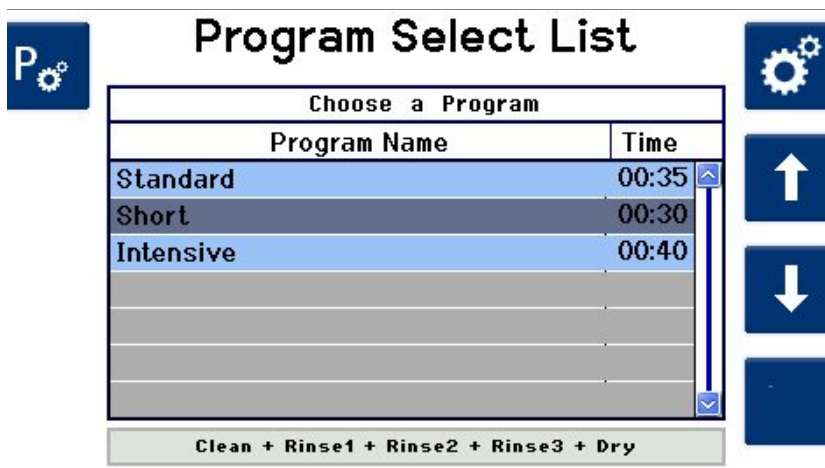 Program Select List
P
Choose a Program
Program Name Time
Standard 00:35
Short 00:30
Intensive 00:40
Clean + Rinse1 + Rinse2 + Rinse3 + Dry